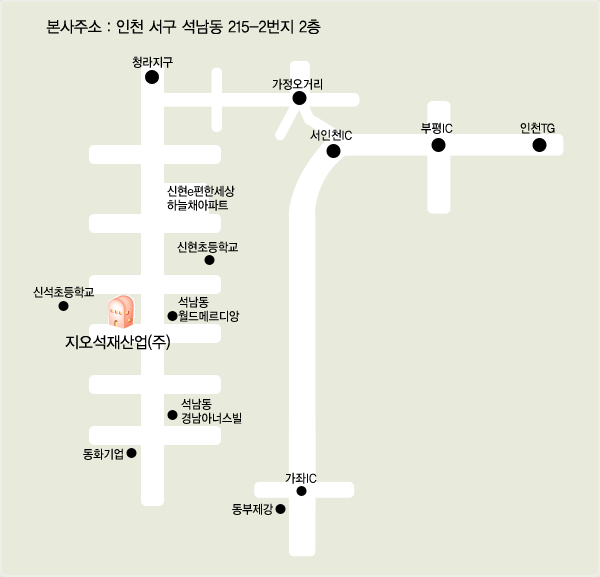 본사주소 : 인천 서구 석남동 215-2번지 2층
청라지구
가정오거리
서인천IC
부평IC
인천TG
신현e편한세상
하늘채아파트
신현초등학교
신석초등학교
석남동
월드메르디앙
지오석재산업(주)
석남동
경남아너스빌
동화기업
가좌IC
동부제강